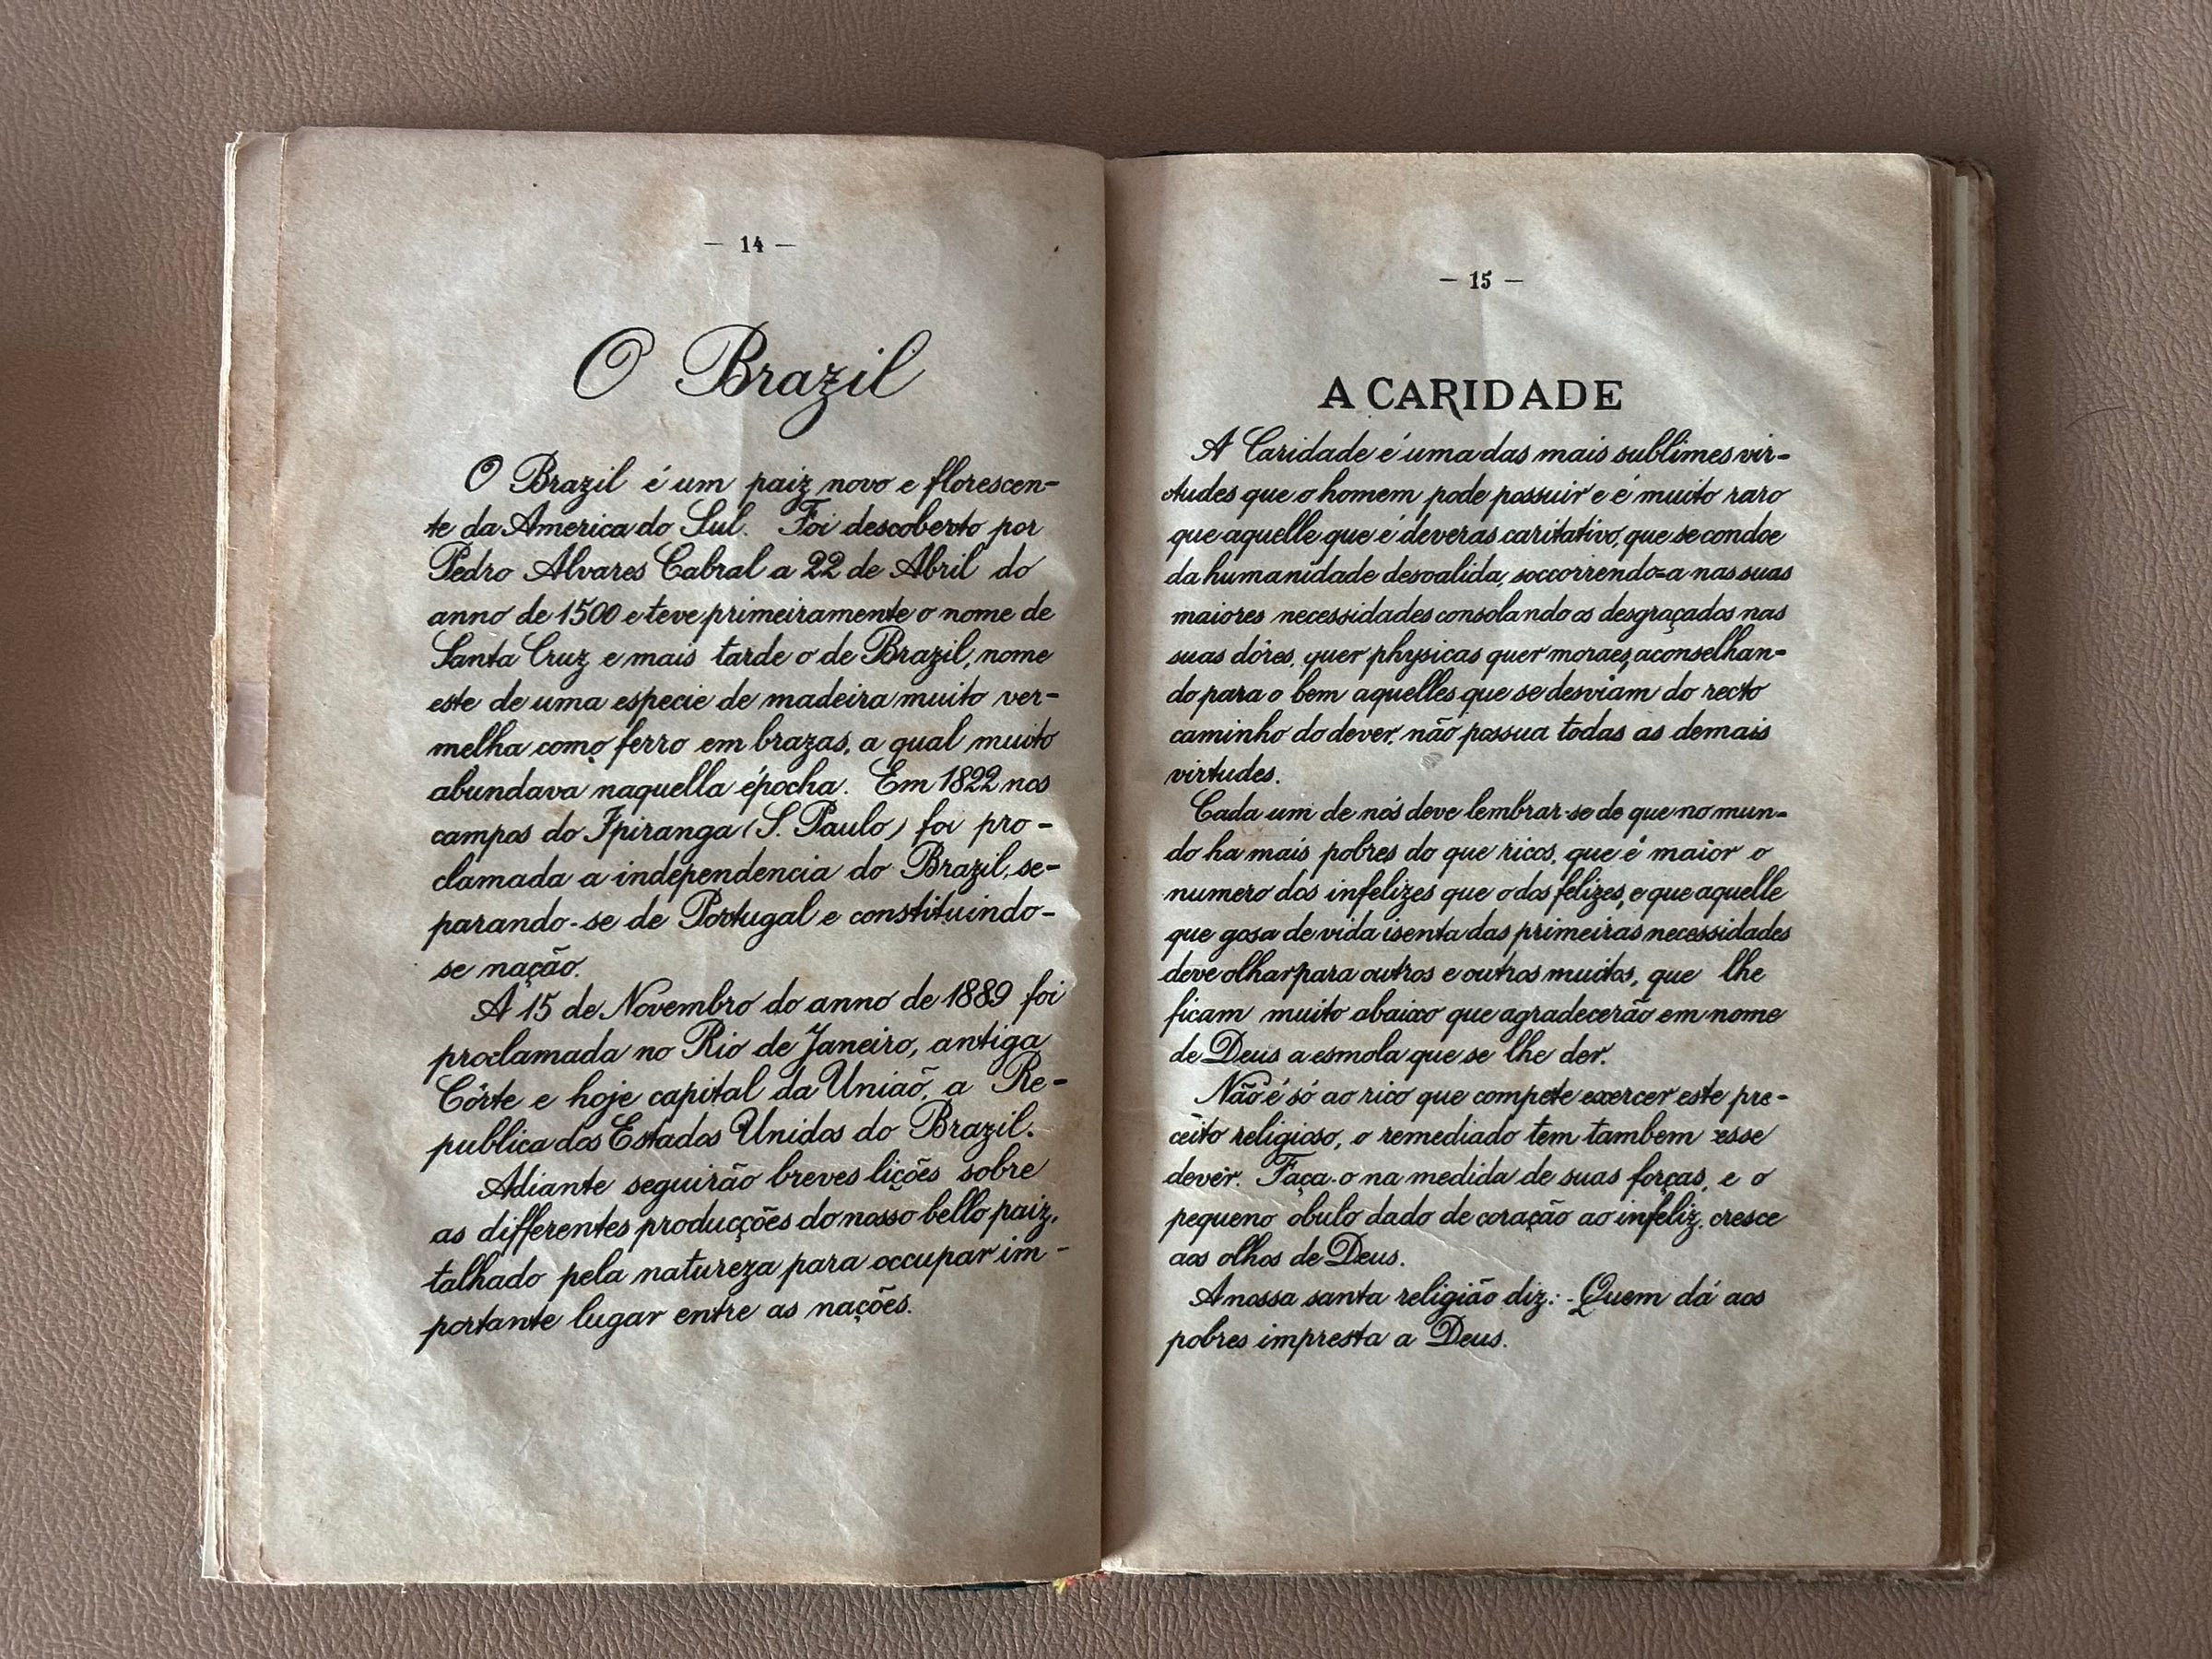 — 14 —
O Brazil
O Brazil é um paiz novo e florescen-
te da America do Sul. Foi descoberto por
Pedro Alvares Cabral a 22 de Abril do
anno de 1500 e teve primeiramente o nome de
Santa Cruz e mais tarde o de Brazil, nome
este de uma especie de madeira muito ver-
melha como ferro em brazas, a qual muito
abundava naquella épocha. Em 1822 nos
campos do Ipiranga (S. Paulo) foi pro-
clamada a independencia do Brazil, se-
parando-se de Portugal e constituindo-
se nação.
A 15 de Novembro do anno de 1889 foi
proclamada no Rio de Janeiro, antiga
Côrte e hoje capital da União, a Re-
publica dos Estados Unidos do Brazil.
Adiante seguirão breves lições sobre
as differentes producções do nosso bello paiz,
talhado pela natureza para occupar im-
portante lugar entre as nações.
— 15 —
A CARIDADE
A Caridade é uma das mais sublimes vir-
tudes que o homem pode possuir e é muito raro
que aquelle que é deveras caritativo, que se condoe
da humanidade desvalida, soccorrendo-a nas suas
maiores necessidades consolando os desgraçados nas
suas dôres, quer physicas quer moraes, aconselhan-
do para o bem aquelles que se desviam do recto
caminho do dever, não possua todas as demais
virtudes.
Cada um de nós deve lembrar-se de que no mun-
do ha mais pobres do que ricos, que é maior o
numero dos infelizes que o dos felizes, e que aquelle
que gosa de vida isenta das primeiras necessidades
deve olhar para outros e outros muitos, que lhe
ficam muito abaixo que agradecerão em nome
de Deus a esmola que se lhe der.
Não é só ao rico que compete exercer este pre-
ceito religioso, o remediado tem tambem esse
dever. Faça-o na medida de suas forças, e o
pequeno obulo dado de coração ao infeliz, cresce
aos olhos de Deus.
A nossa santa religião diz: - Quem dá aos
pobres impresta a Deus.